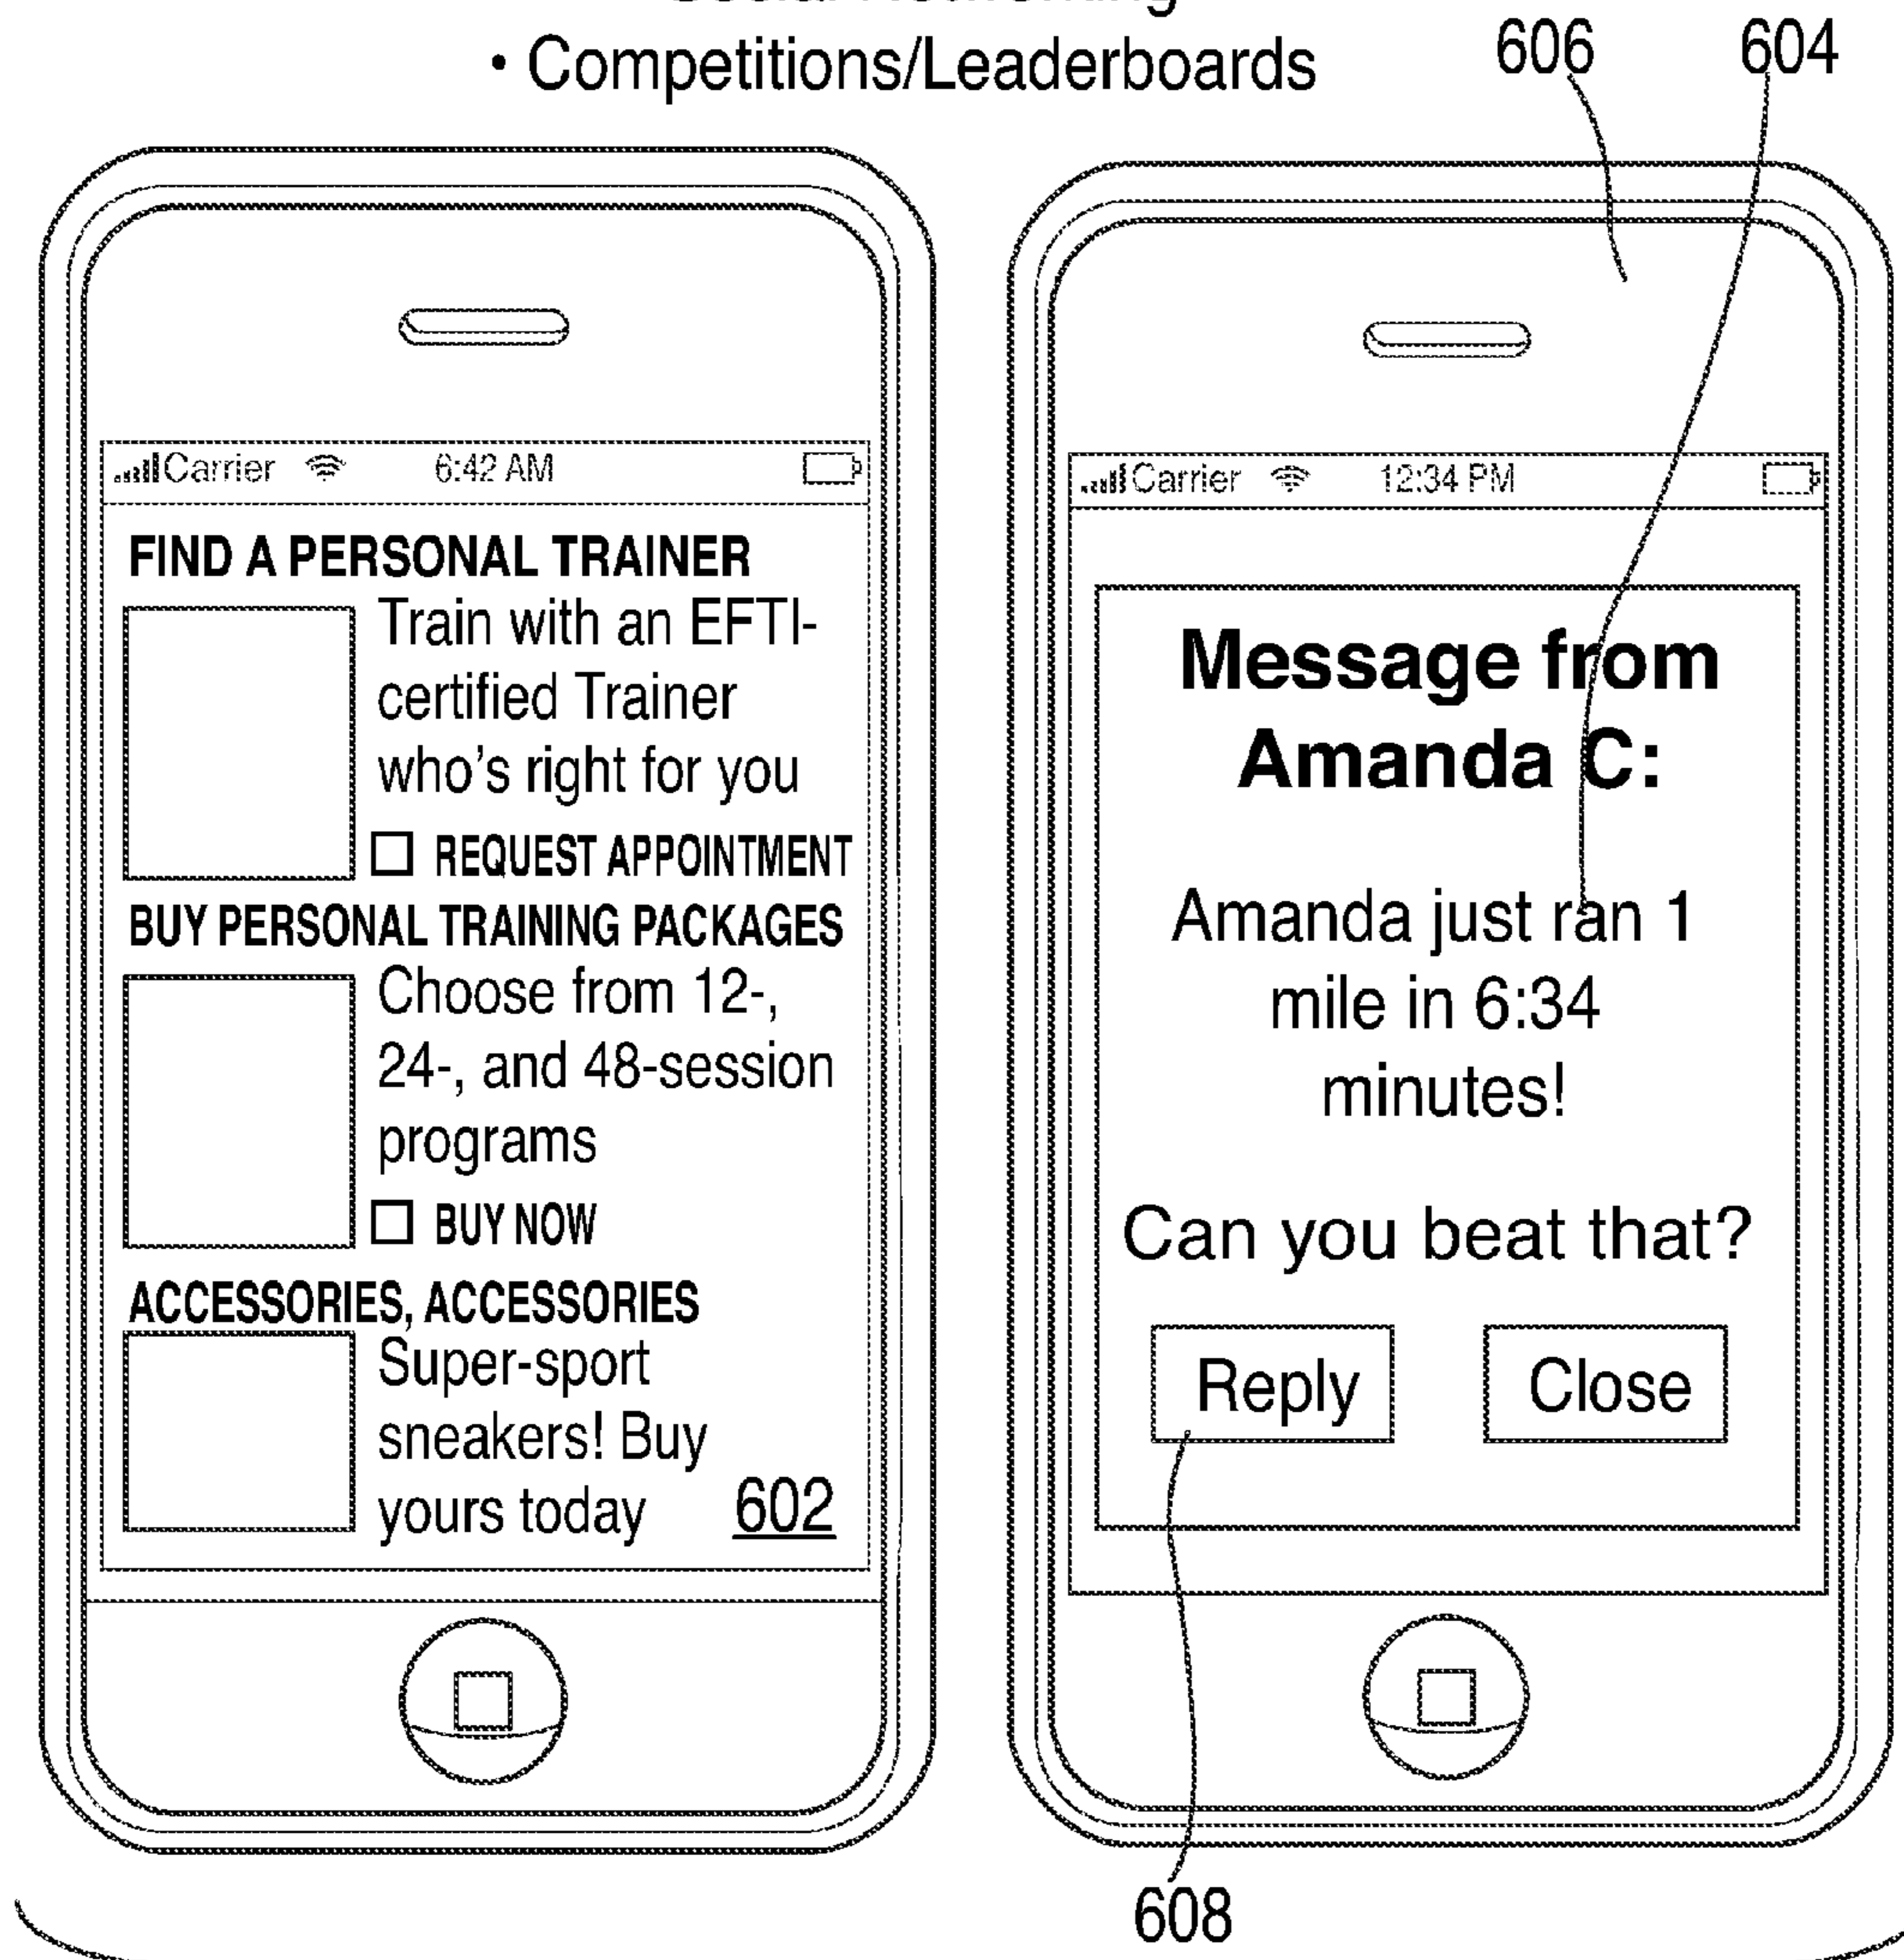 • Competitions/Leaderboards
606
604
Carrier 6:42 AM
FIND A PERSONAL TRAINER
Train with an EFTI-
certified Trainer
who's right for you
REQUEST APPOINTMENT
BUY PERSONAL TRAINING PACKAGES
Choose from 12-,
24-, and 48-session
programs
BUY NOW
ACCESSORIES, ACCESSORIES
Super-sport
sneakers! Buy
yours today
602
Carrier 12:34 PM
Message from
Amanda C:
Amanda just ran 1
mile in 6:34
minutes!
Can you beat that?
Reply
Close
608